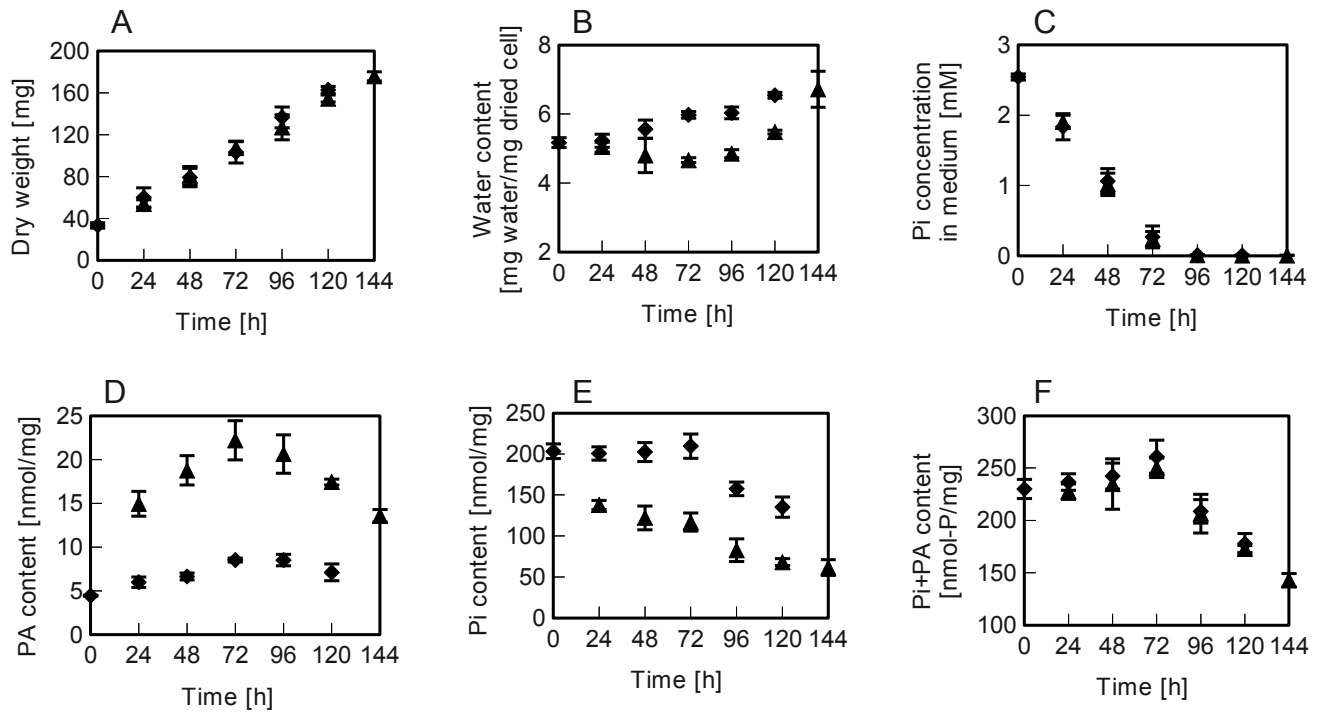 A
Dry weight [mg]
200
160
120
80
40
0
0 24 48 72 96 120 144
Time [h]
B
Water content
[mg water/mg dried cell]
8
6
4
2
0 24 48 72 96 120 144
Time [h]
C
Pi concentration
in medium [mM]
3
2
1
0
0 24 48 72 96 120 144
Time [h]
D
PA content [nmol/mg]
25
20
15
10
5
0
0 24 48 72 96 120 144
Time [h]
E
Pi content [nmol/mg]
250
200
150
100
50
0
0 24 48 72 96 120 144
Time [h]
F
Pi+PA content
[nmol-P/mg]
300
250
200
150
100
0 24 48 72 96 120 144
Time [h]